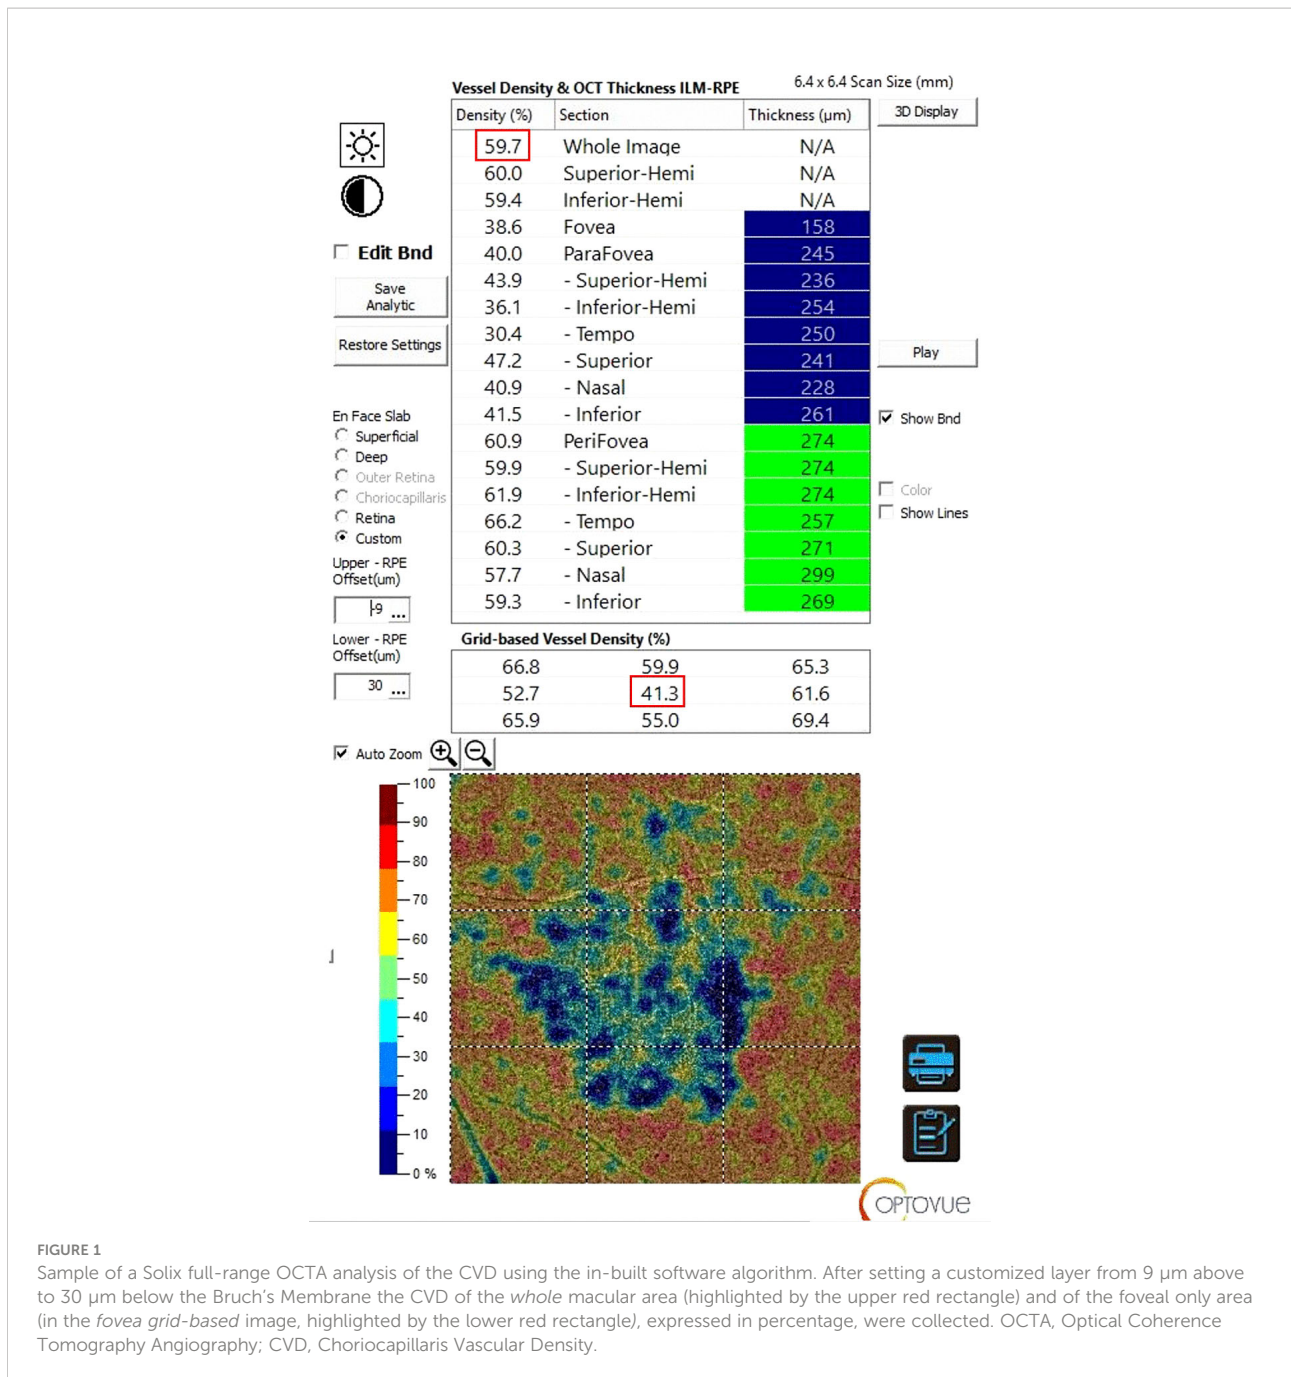 Vessel Density & OCT Thickness ILM-RPE
6.4 x 6.4 Scan Size (mm)
Density (%) Section Thickness (µm)
3D Display
59.7 Whole Image N/A
60.0 Superior-Hemi N/A
59.4 Inferior-Hemi N/A
38.6 Fovea 158
40.0 ParaFovea 245
43.9 - Superior-Hemi 236
36.1 - Inferior-Hemi 254
30.4 - Tempo 250
47.2 - Superior 241
40.9 - Nasal 228
41.5 - Inferior 261
60.9 PeriFovea 274
59.9 - Superior-Hemi 274
61.9 - Inferior-Hemi 274
66.2 - Tempo 257
60.3 - Superior 271
57.7 - Nasal 299
59.3 - Inferior 269
Edit Bnd
Save
Analytic
Restore Settings
En Face Slab
Superficial
Deep
Outer Retina
Choriocapillaris
Retina
Custom
Upper - RPE
Offset(um)
-9 ...
Lower - RPE
Offset(um)
30 ...
Play
Show Bnd
Color
Show Lines
Grid-based Vessel Density (%)
66.8 59.9 65.3
52.7 41.3 61.6
65.9 55.0 69.4
Auto Zoom
100
90
80
70
60
50
40
30
20
10
0 %
OPTOVUE
FIGURE 1
Sample of a Solix full-range OCTA analysis of the CVD using the in-built software algorithm. After setting a customized layer from 9 µm above
to 30 µm below the Bruch's Membrane the CVD of the whole macular area (highlighted by the upper red rectangle) and of the foveal only area
(in the fovea grid-based image, highlighted by the lower red rectangle), expressed in percentage, were collected. OCTA, Optical Coherence
Tomography Angiography; CVD, Choriocapillaris Vascular Density.